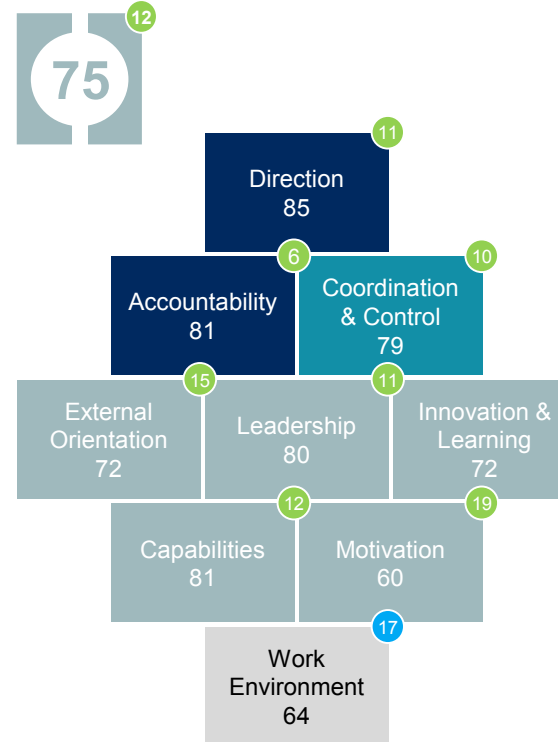 12
75
11
Direction
85
6
10
Accountability
81
Coordination
& Control
79
15
11
External
Orientation
72
Leadership
80
Innovation &
Learning
72
12
19
Capabilities
81
Motivation
60
17
Work
Environment
64